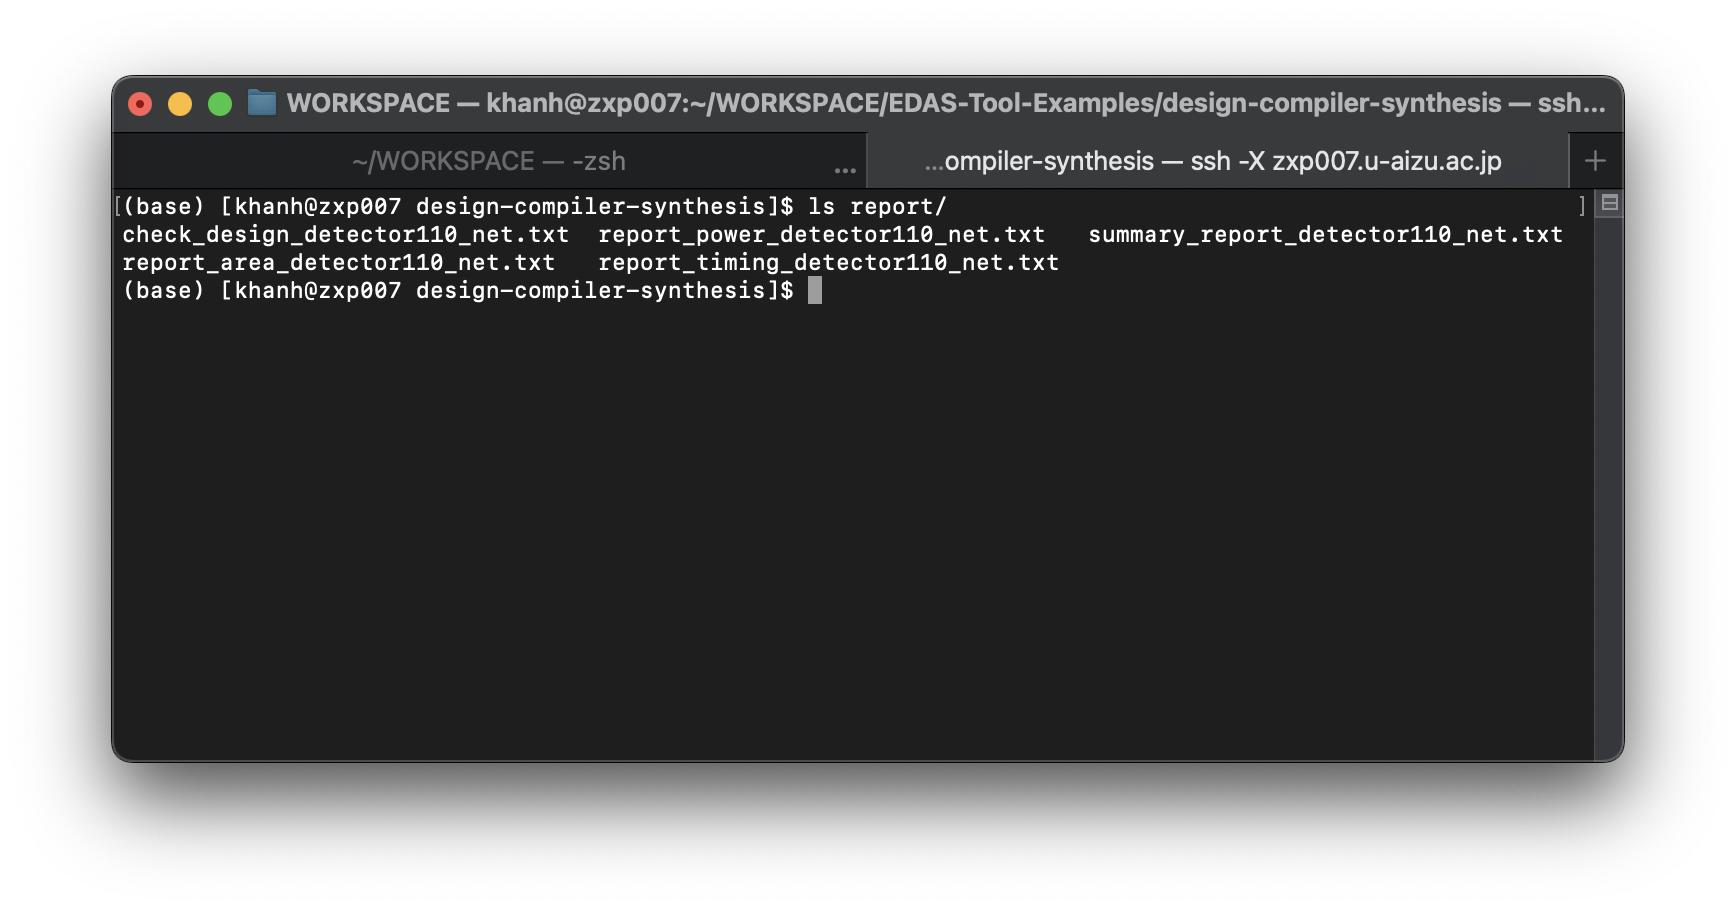 WORKSPACE — khanh@zxp007:~/WORKSPACE/EDAS-Tool-Examples/design-compiler-synthesis — ssh...
~/WORKSPACE — -zsh ...
...ompiler-synthesis — ssh -X zxp007.u-aizu.ac.jp +
[(base) [khanh@zxp007 design-compiler-synthesis]$ ls report/ ]
check_design_detector110_net.txt  report_power_detector110_net.txt   summary_report_detector110_net.txt
report_area_detector110_net.txt   report_timing_detector110_net.txt
(base) [khanh@zxp007 design-compiler-synthesis]$